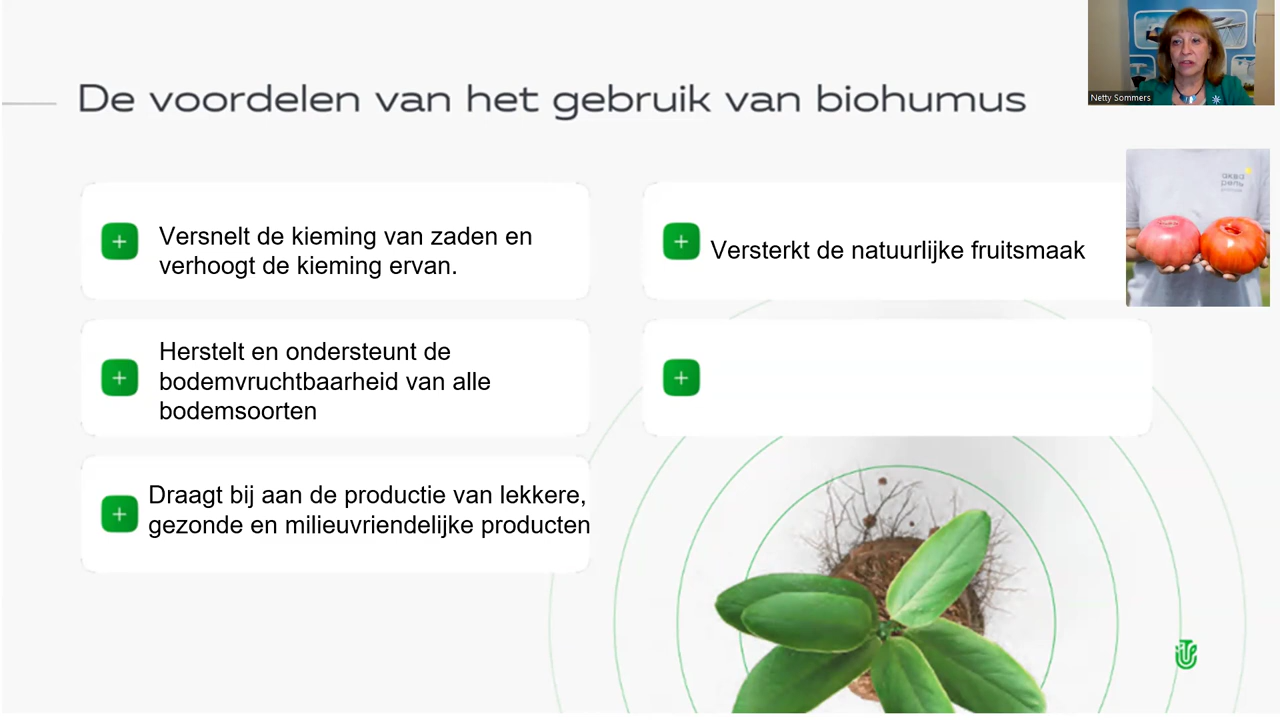 De voordelen van het gebruik van biohumus
Netty Sommers
Versnelt de kieming van zaden en
verhoogt de kieming ervan.
Versterkt de natuurlijke fruitsmaak
Herstelt en ondersteunt de
bodemvruchtbaarheid van alle
bodemsoorten
Draagt bij aan de productie van lekkere,
gezonde en milieuvriendelijke producten